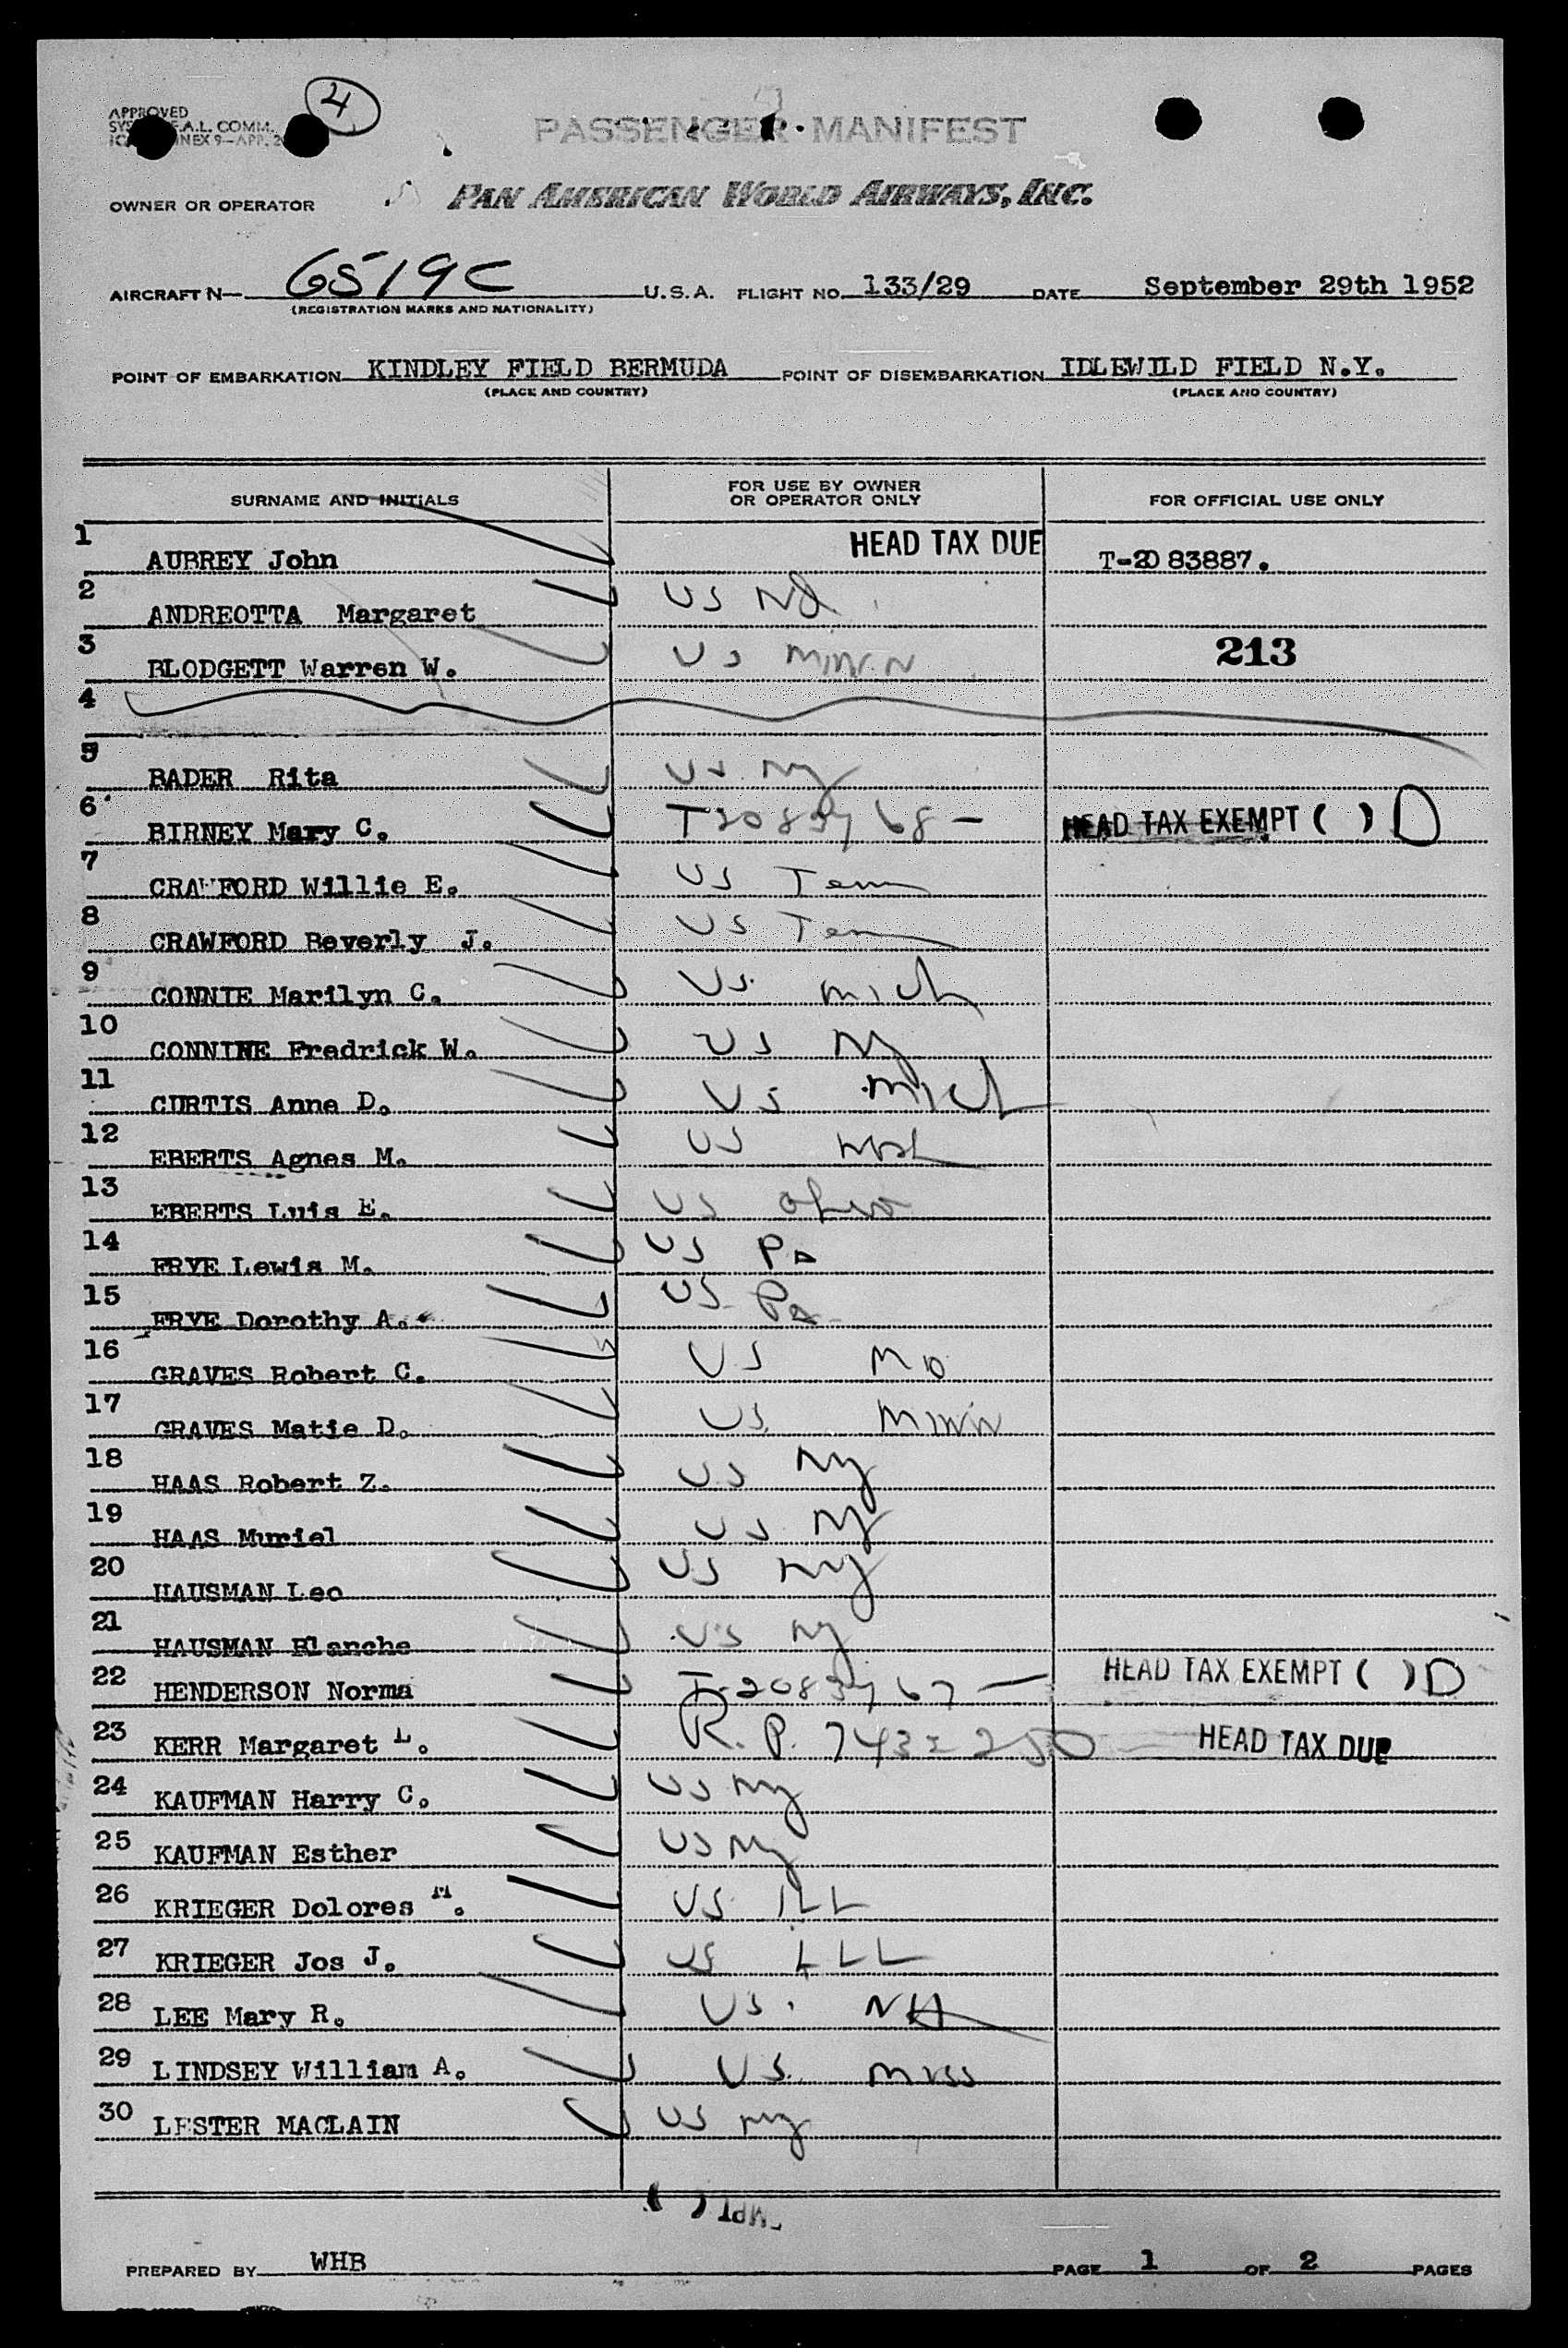 4
APPROVED
F.A.L. COMM.
ANNEX 9-APR. 2
PASSENGER MANIFEST
OWNER OR OPERATOR PAN AMERICAN WORLD AIRWAYS, INC.
AIRCRAFT N- 6519C U.S.A. FLIGHT NO. 133/29 DATE September 29th 1952
(REGISTRATION MARKS AND NATIONALITY)
POINT OF EMBARKATION KINDLEY FIELD BERMUDA POINT OF DISEMBARKATION IDLEWILD FIELD N.Y.
(PLACE AND COUNTRY) (PLACE AND COUNTRY)
SURNAME AND INITIALS FOR USE BY OWNER OR OPERATOR ONLY FOR OFFICIAL USE ONLY
1 AUBREY John HEAD TAX DUE T-20 83887.
2 ANDREOTTA Margaret US
3 BLODGETT Warren W. US MINN 213
4
5 BADER Rita US NY
6 BIRNEY Mary C. HEAD TAX EXEMPT ( ) D
7 CRAWFORD Willie E. US Tenn
8 CRAWFORD Beverly J. US Tenn
9 CONNIE Marilyn C. US. Mich
10 CONNINE Fredrick W. US NY
11 CURTIS Anne D. US Mich
12 EBERTS Agnes M. US
13 EBERTS Luis E. US Ohio
14 FRYE Lewis M. US Pa
15 FRYE Dorothy A. US Pa
16 GRAVES Robert C. US Mo
17 GRAVES Matie D. US. MINN
18 HAAS Robert Z. US NY
19 HAAS Muriel US NY
20 HAUSMAN Leo US NY
21 HAUSMAN Blanche US NY
22 HENDERSON Norma HEAD TAX EXEMPT ( ) D
23 KERR Margaret L. R.P. HEAD TAX DUE
24 KAUFMAN Harry C. US NY
25 KAUFMAN Esther US NY
26 KRIEGER Dolores M. US ILL
27 KRIEGER Jos J. US ILL
28 LEE Mary R. US. NH
29 LINDSEY William A. US. Miss
30 LESTER MACLAIN US NY
PREPARED BY WHB PAGE 1 OF 2 PAGES